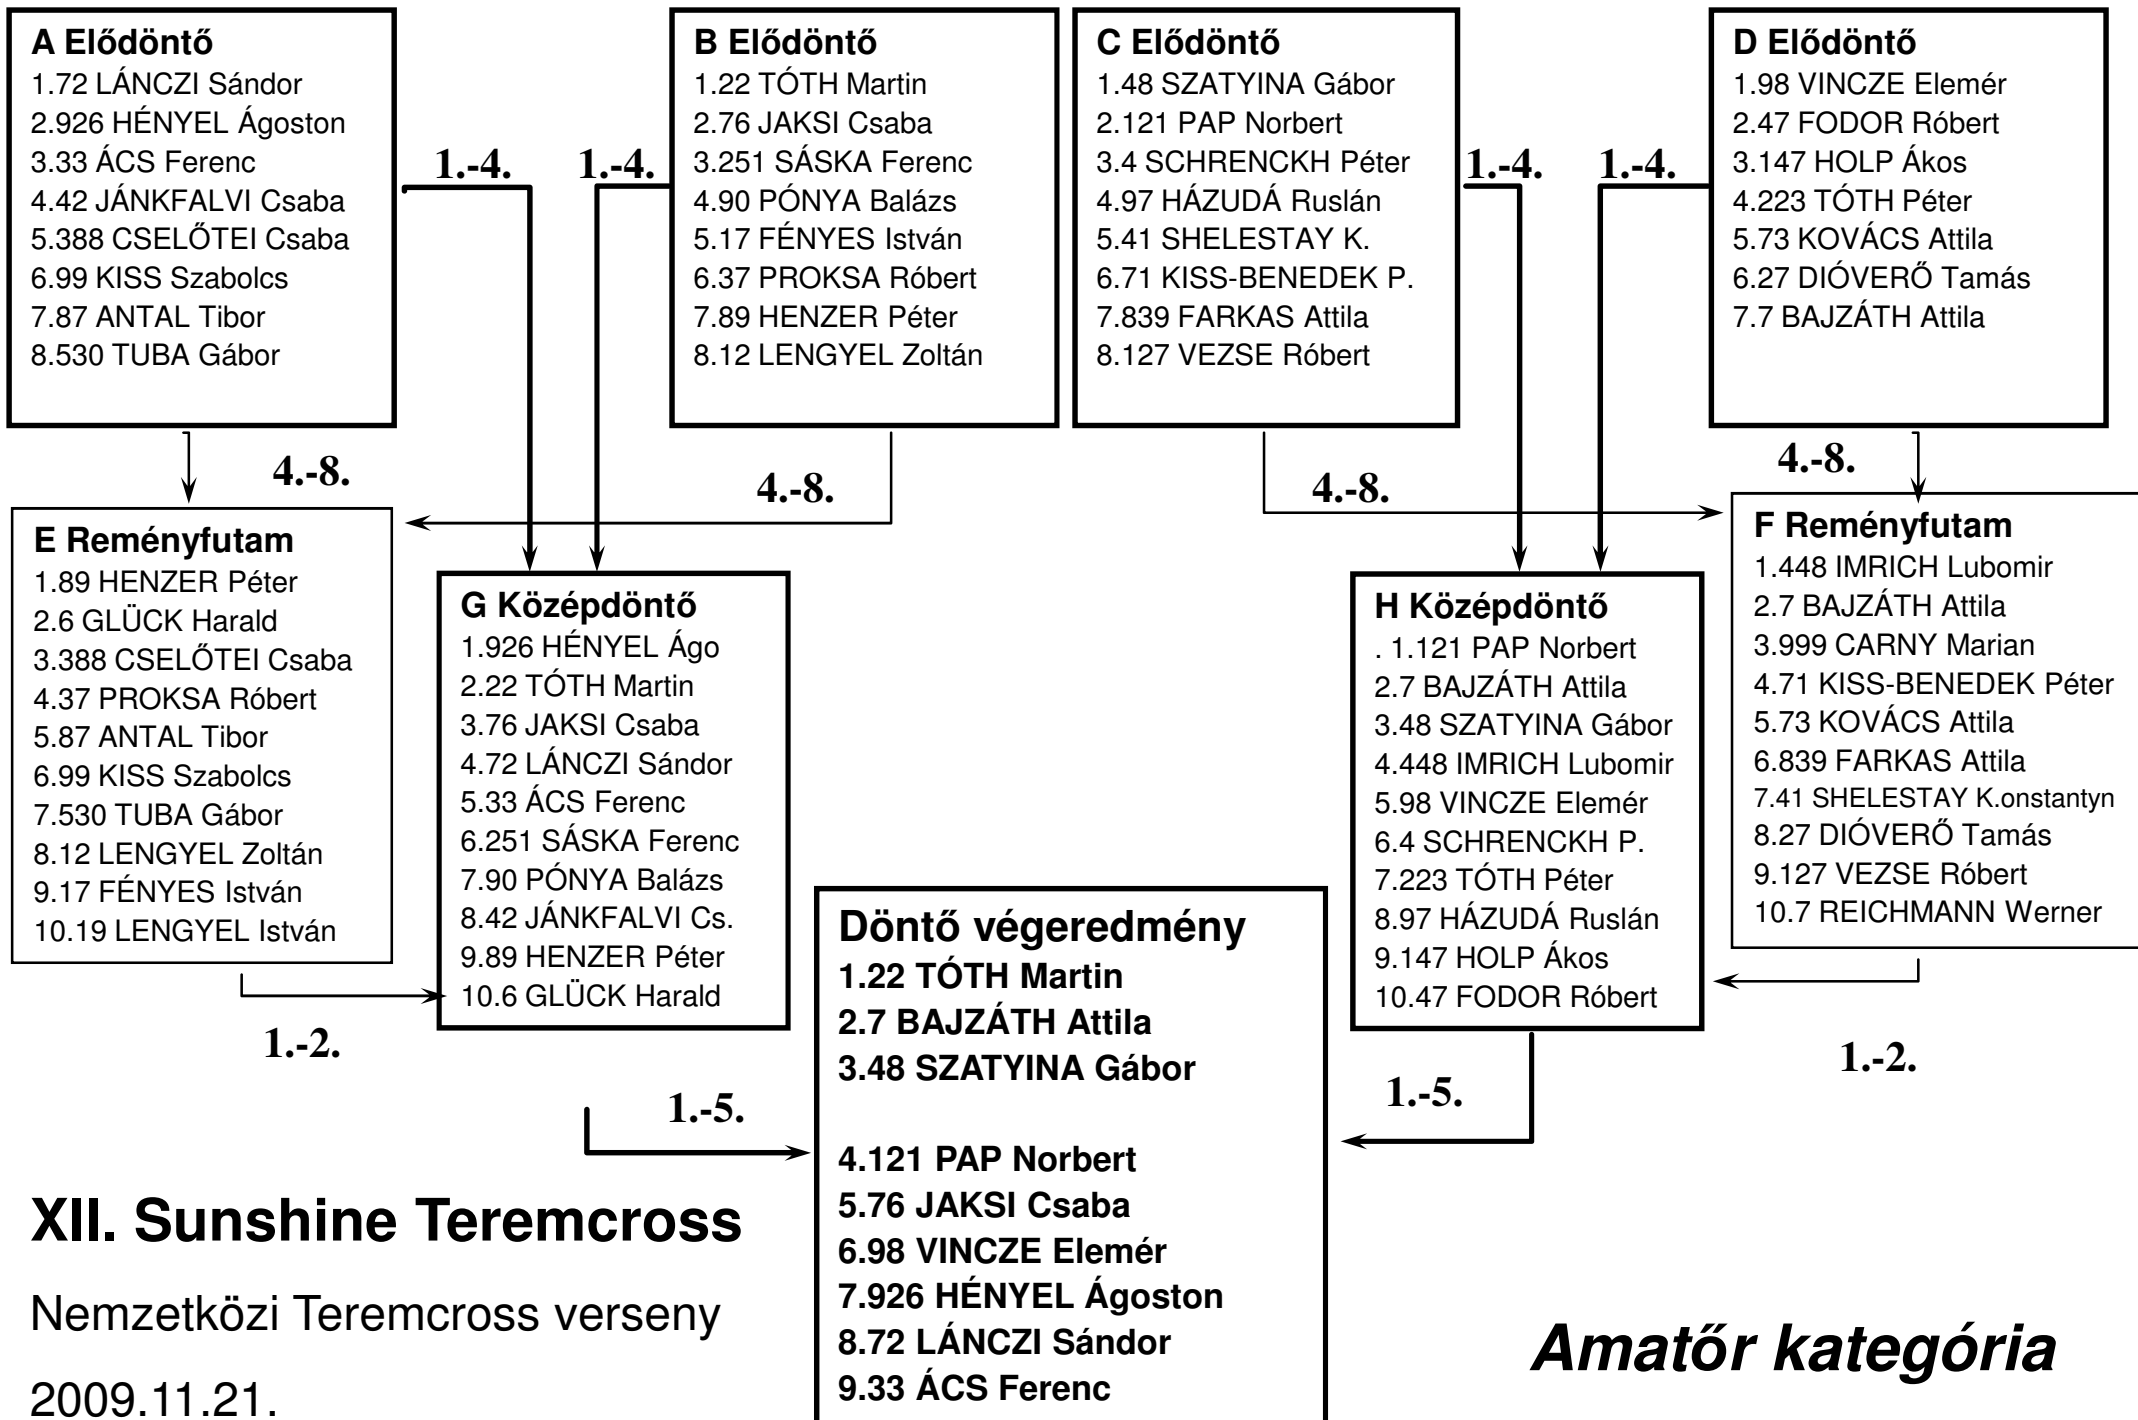 A Elődöntő
1.72 LÁNCZI Sándor
2.926 HÉNYEL Ágoston
3.33 ÁCS Ferenc
4.42 JÁNKFALVI Csaba
5.388 CSELŐTEI Csaba
6.99 KISS Szabolcs
7.87 ANTAL Tibor
8.530 TUBA Gábor
1.-4.
1.-4.
B Elődöntő
1.22 TÓTH Martin
2.76 JAKSI Csaba
3.251 SÁSKA Ferenc
4.90 PÓNYA Balázs
5.17 FÉNYES István
6.37 PROKSA Róbert
7.89 HENZER Péter
8.12 LENGYEL Zoltán
C Elődöntő
1.48 SZATYINA Gábor
2.121 PAP Norbert
3.4 SCHRENCKH Péter
4.97 HÁZUDÁ Ruslán
5.41 SHELESTAY K.
6.71 KISS-BENEDEK P.
7.839 FARKAS Attila
8.127 VEZSE Róbert
1.-4.
1.-4.
D Elődöntő
1.98 VINCZE Elemér
2.47 FODOR Róbert
3.147 HOLP Ákos
4.223 TÓTH Péter
5.73 KOVÁCS Attila
6.27 DIÓVERŐ Tamás
7.7 BAJZÁTH Attila
4.-8.
4.-8.
4.-8.
4.-8.
E Reményfutam
1.89 HENZER Péter
2.6 GLÜCK Harald
3.388 CSELŐTEI Csaba
4.37 PROKSA Róbert
5.87 ANTAL Tibor
6.99 KISS Szabolcs
7.530 TUBA Gábor
8.12 LENGYEL Zoltán
9.17 FÉNYES István
10.19 LENGYEL István
G Középdöntő
1.926 HÉNYEL Ágo
2.22 TÓTH Martin
3.76 JAKSI Csaba
4.72 LÁNCZI Sándor
5.33 ÁCS Ferenc
6.251 SÁSKA Ferenc
7.90 PÓNYA Balázs
8.42 JÁNKFALVI Cs.
9.89 HENZER Péter
10.6 GLÜCK Harald
H Középdöntő
. 1.121 PAP Norbert
2.7 BAJZÁTH Attila
3.48 SZATYINA Gábor
4.448 IMRICH Lubomir
5.98 VINCZE Elemér
6.4 SCHRENCKH P.
7.223 TÓTH Péter
8.97 HÁZUDÁ Ruslán
9.147 HOLP Ákos
10.47 FODOR Róbert
F Reményfutam
1.448 IMRICH Lubomir
2.7 BAJZÁTH Attila
3.999 CARNY Marian
4.71 KISS-BENEDEK Péter
5.73 KOVÁCS Attila
6.839 FARKAS Attila
7.41 SHELESTAY K.onstantyn
8.27 DIÓVERŐ Tamás
9.127 VEZSE Róbert
10.7 REICHMANN Werner
1.-2.
1.-2.
1.-5.
1.-5.
Döntő végeredmény
1.22 TÓTH Martin
2.7 BAJZÁTH Attila
3.48 SZATYINA Gábor
4.121 PAP Norbert
5.76 JAKSI Csaba
6.98 VINCZE Elemér
7.926 HÉNYEL Ágoston
8.72 LÁNCZI Sándor
9.33 ÁCS Ferenc
XII. Sunshine Teremcross
Nemzetközi Teremcross verseny
2009.11.21.
Amatőr kategória